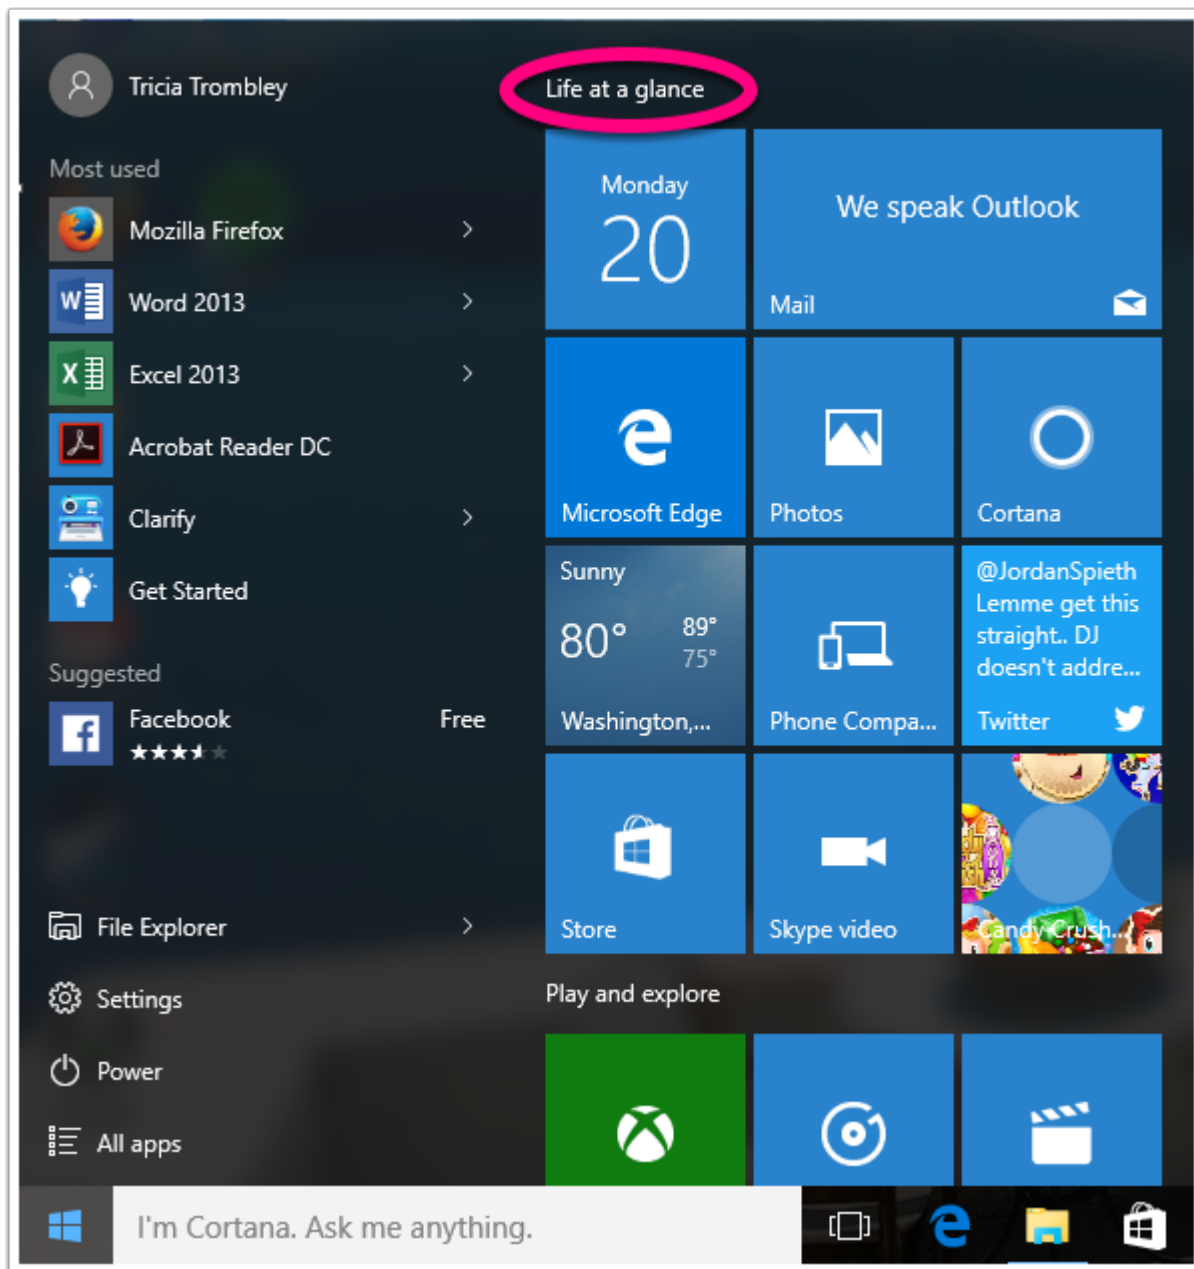 Tricia Trombley
Most used
Mozilla Firefox
Word 2013
Excel 2013
Acrobat Reader DC
Clarify
Get Started
Suggested
Facebook
Free
File Explorer
Settings
Power
All apps
Life at a glance
Monday
20
We speak Outlook
Mail
Microsoft Edge
Photos
Cortana
Sunny
80° 89°
75°
Washington,...
Phone Compa...
@JordanSpieth
Lemme get this
straight.. DJ
doesn't addre...
Twitter
Store
Skype video
Candy Crush...
Play and explore
I'm Cortana. Ask me anything.